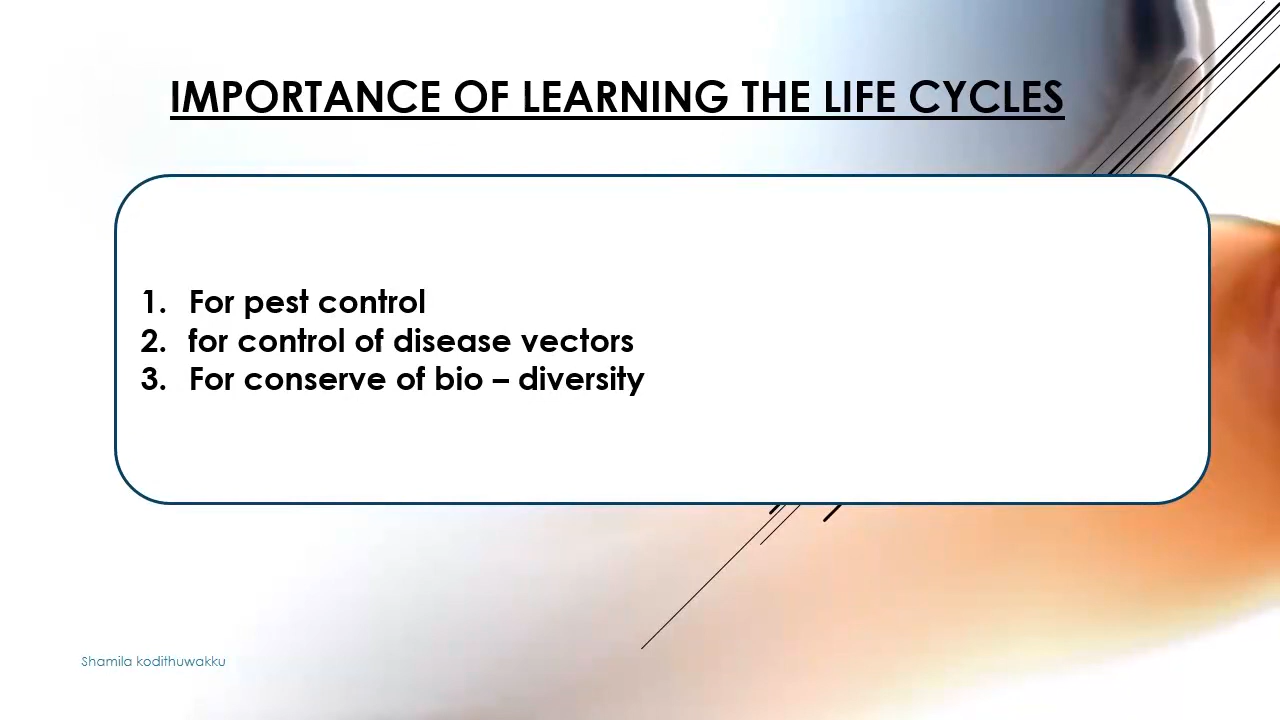 IMPORTANCE OF LEARNING THE LIFE CYCLES
1. For pest control
2. for control of disease vectors
3. For conserve of bio – diversity
Shamila kodithuwakku